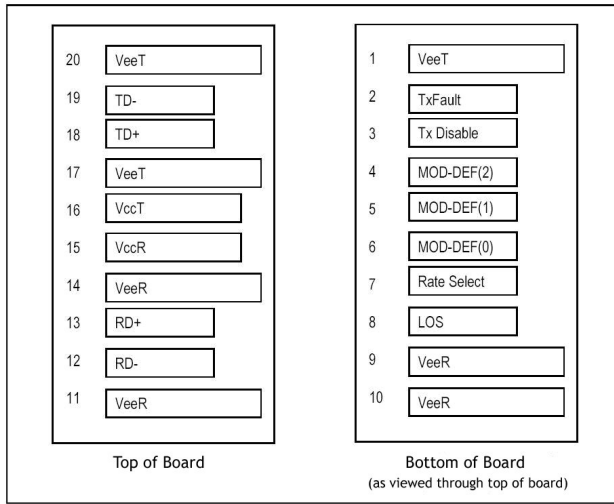 20 VeeT
19 TD-
18 TD+
17 VeeT
16 VccT
15 VccR
14 VeeR
13 RD+
12 RD-
11 VeeR
Top of Board
1 VeeT
2 TxFault
3 Tx Disable
4 MOD-DEF(2)
5 MOD-DEF(1)
6 MOD-DEF(0)
7 Rate Select
8 LOS
9 VeeR
10 VeeR
Bottom of Board
(as viewed through top of board)